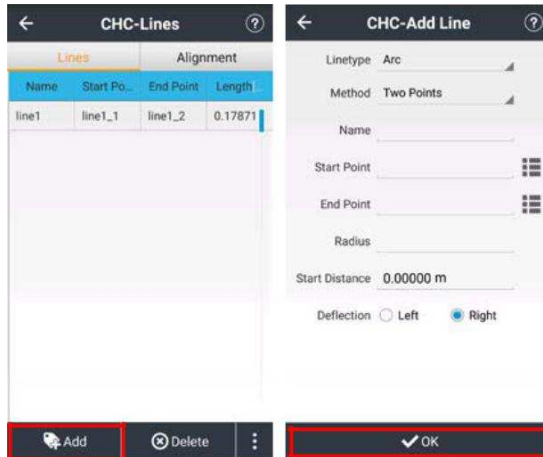 CHC-Lines ?
Lines Alignment
Name Start Po... End Point Length
line1 line1_1 line1_2 0.17871
Add Delete
CHC-Add Line ?
Linetype Arc
Method Two Points
Name
Start Point
End Point
Radius
Start Distance 0.00000 m
Deflection Left Right
OK